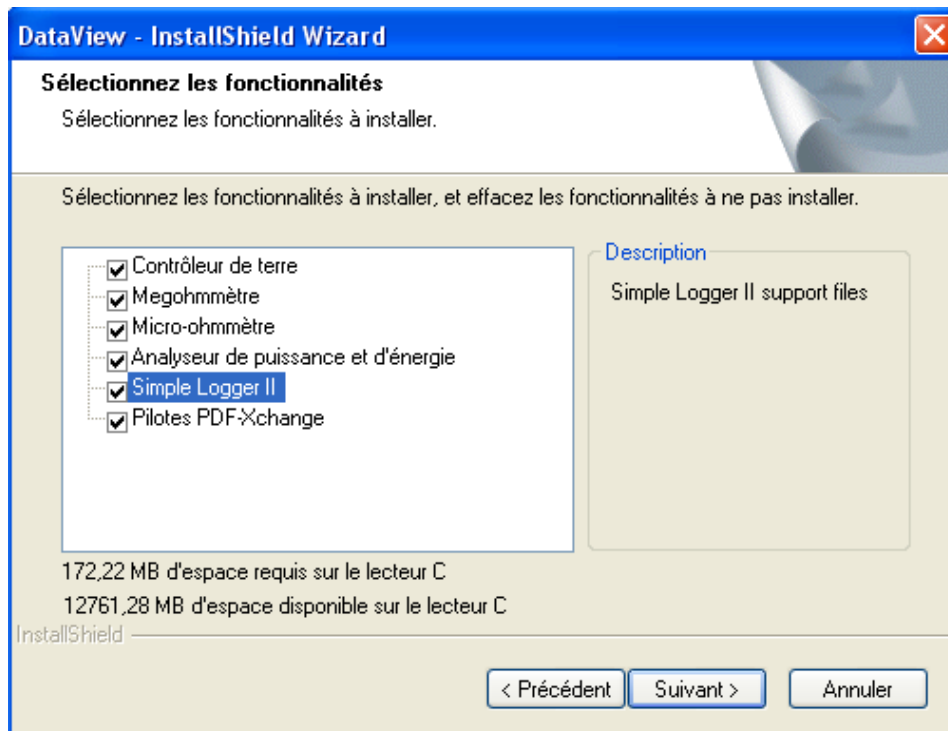 DataView - InstallShield Wizard
Sélectionnez les fonctionnalités
Sélectionnez les fonctionnalités à installer.
Sélectionnez les fonctionnalités à installer, et effacez les fonctionnalités à ne pas installer.
Contrôleur de terre
Megohmmètre
Micro-ohmmètre
Analyseur de puissance et d'énergie
Simple Logger II
Pilotes PDF-Xchange
Description
Simple Logger II support files
172,22 MB d'espace requis sur le lecteur C
12761,28 MB d'espace disponible sur le lecteur C
InstallShield
< Précédent
Suivant >
Annuler